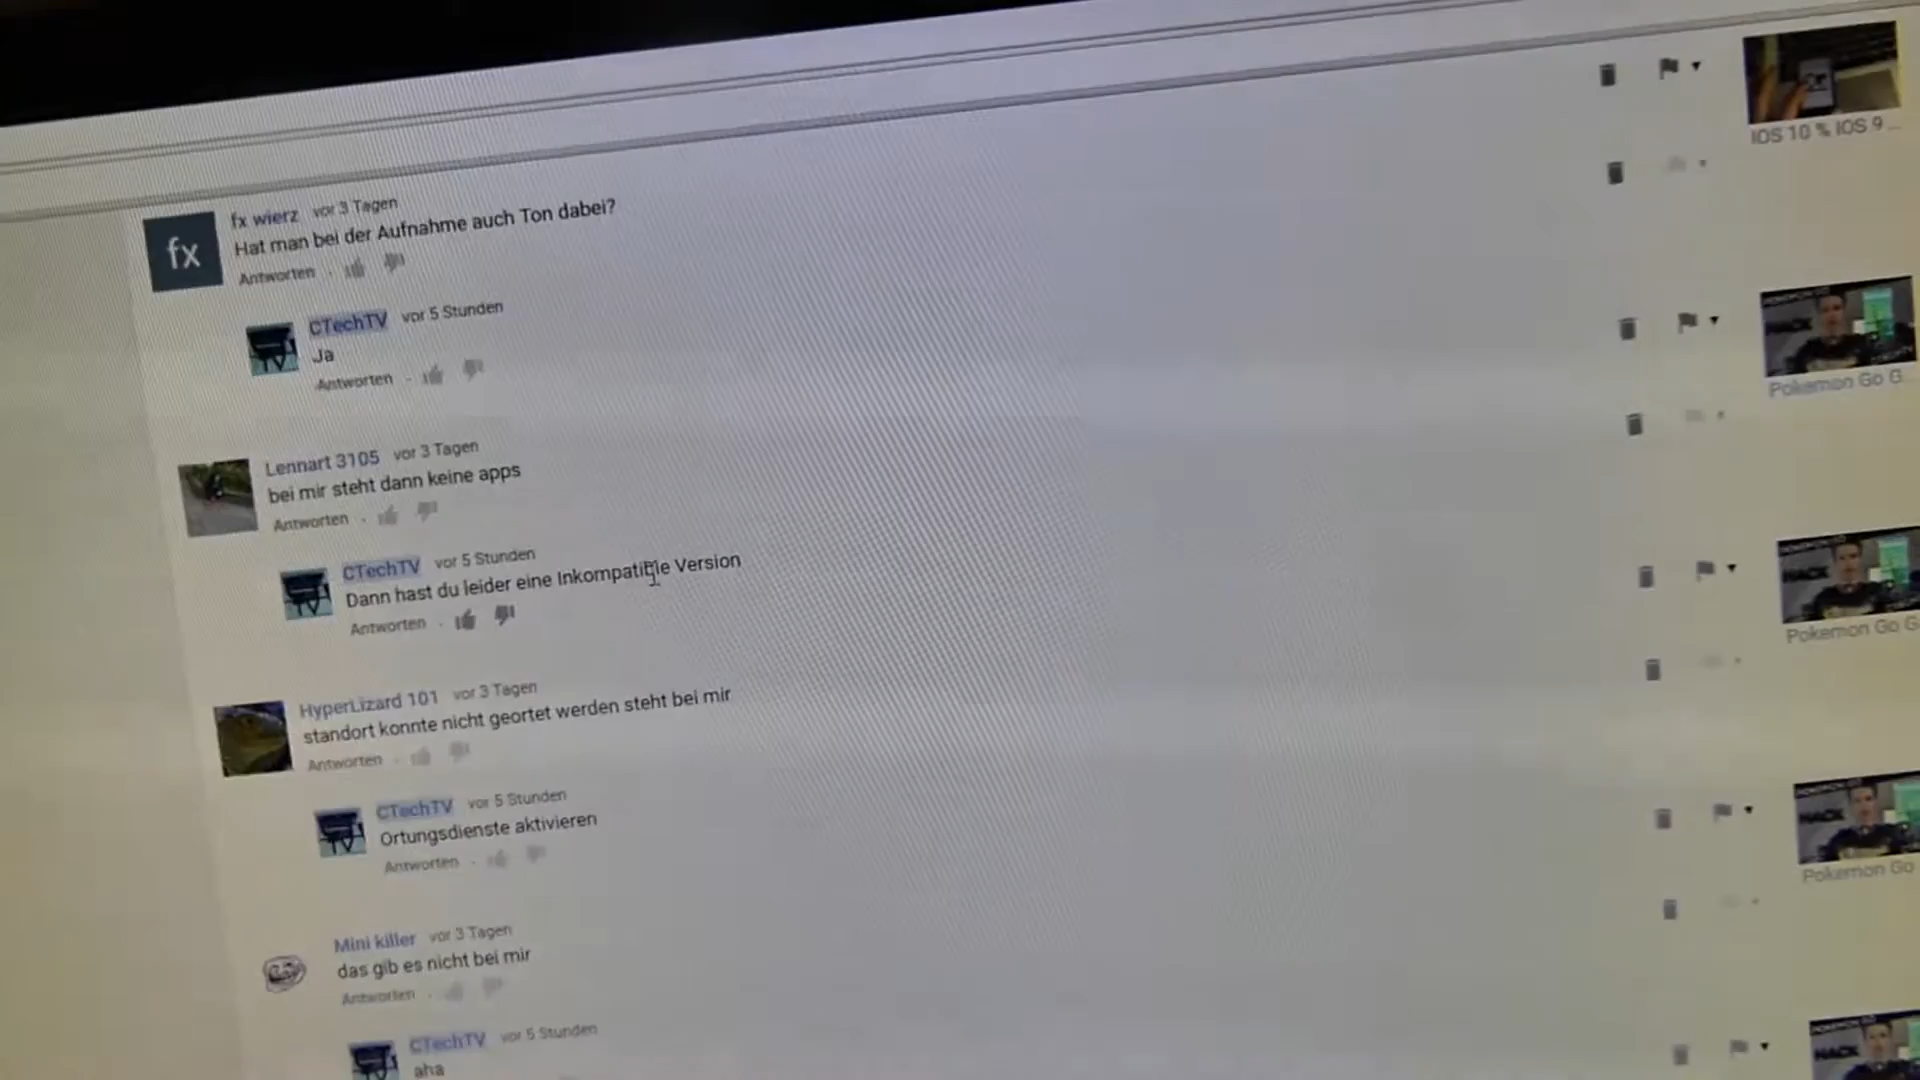 IOS 10 % IOS 9 ...
fx
fx wierz vor 3 Tagen
Hat man bei der Aufnahme auch Ton dabei?
Antworten
CTechTV vor 5 Stunden
Ja
Antworten
Pokemon Go G
Lennart 3105 vor 3 Tagen
bei mir steht dann keine apps
Antworten
CTechTV vor 5 Stunden
Dann hast du leider eine Inkompatible Version
Antworten
Pokemon Go G
HyperLizard 101 vor 3 Tagen
standort konnte nicht geortet werden steht bei mir
Antworten
CTechTV vor 5 Stunden
Ortungsdienste aktivieren
Antworten
Pokemon Go
Mini killer vor 3 Tagen
das gib es nicht bei mir
Antworten
CTechTV vor 5 Stunden
aha
HACK